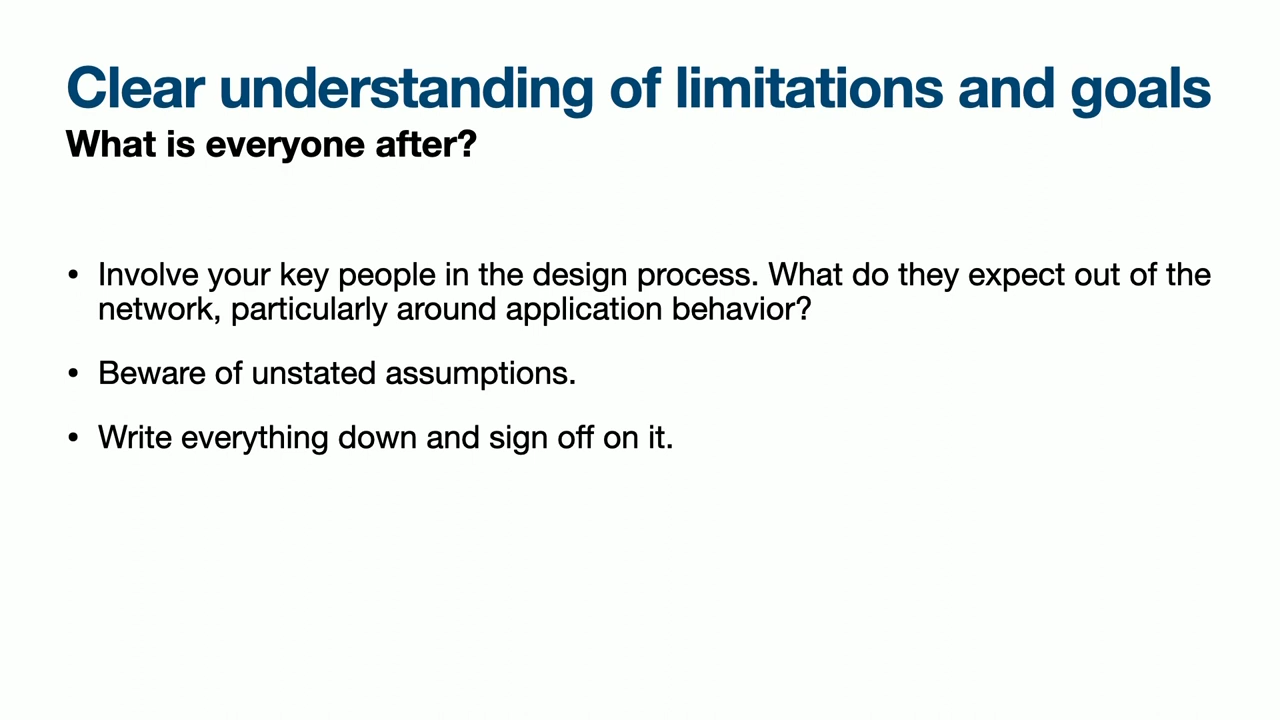 Clear understanding of limitations and goals
What is everyone after?
• Involve your key people in the design process. What do they expect out of the
network, particularly around application behavior?
• Beware of unstated assumptions.
• Write everything down and sign off on it.